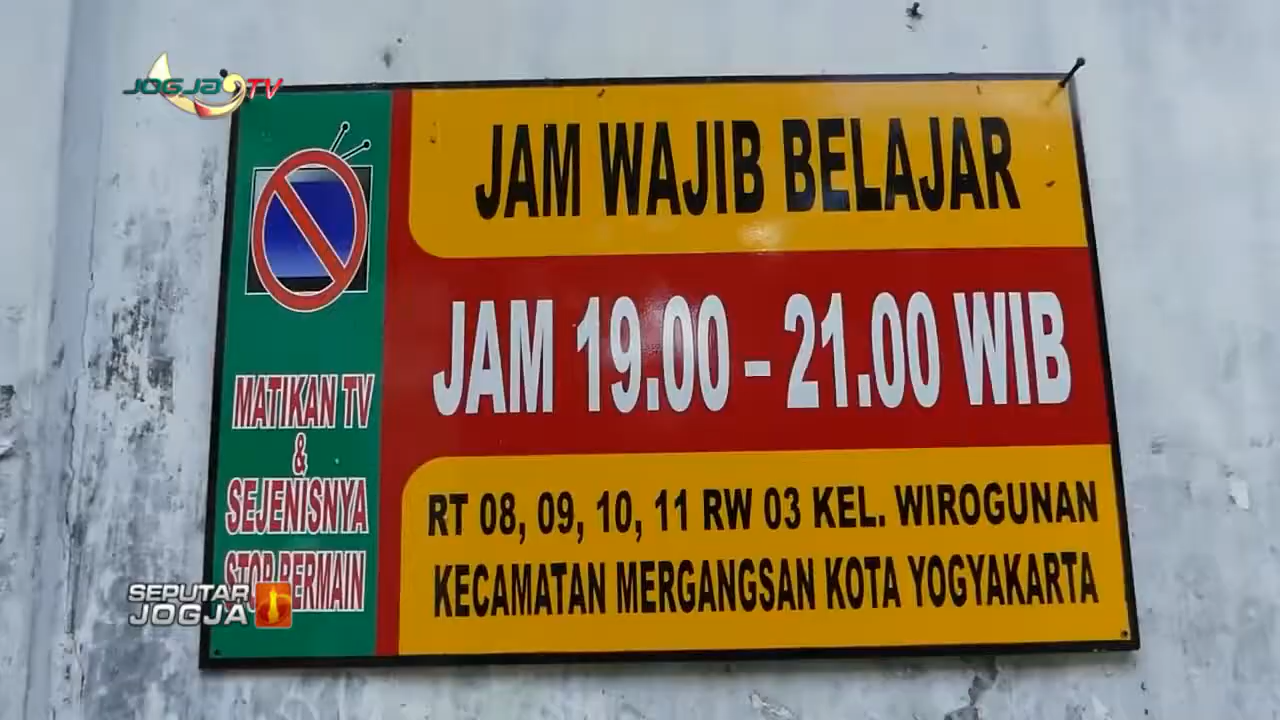 JOGJA TV
JAM WAJIB BELAJAR
JAM 19.00 - 21.00 WIB
RT 08, 09, 10, 11 RW 03 KEL. WIROGUNAN
KECAMATAN MERGANGSAN KOTA YOGYAKARTA
MATIKAN TV
&
SEJENISNYA
STOP BERMAIN
SEPUTAR
JOGJA